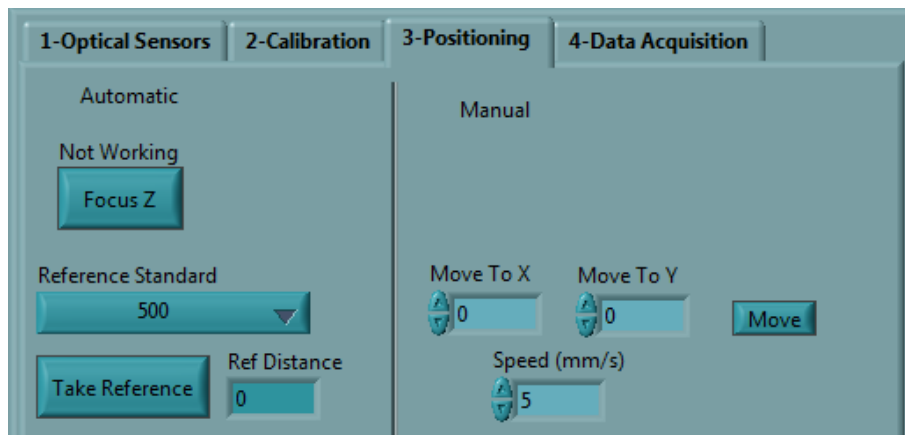 1-Optical Sensors
2-Calibration
3-Positioning
4-Data Acquisition
Automatic
Not Working
Focus Z
Reference Standard
500
Take Reference
Ref Distance
0
Manual
Move To X
0
Move To Y
0
Move
Speed (mm/s)
5